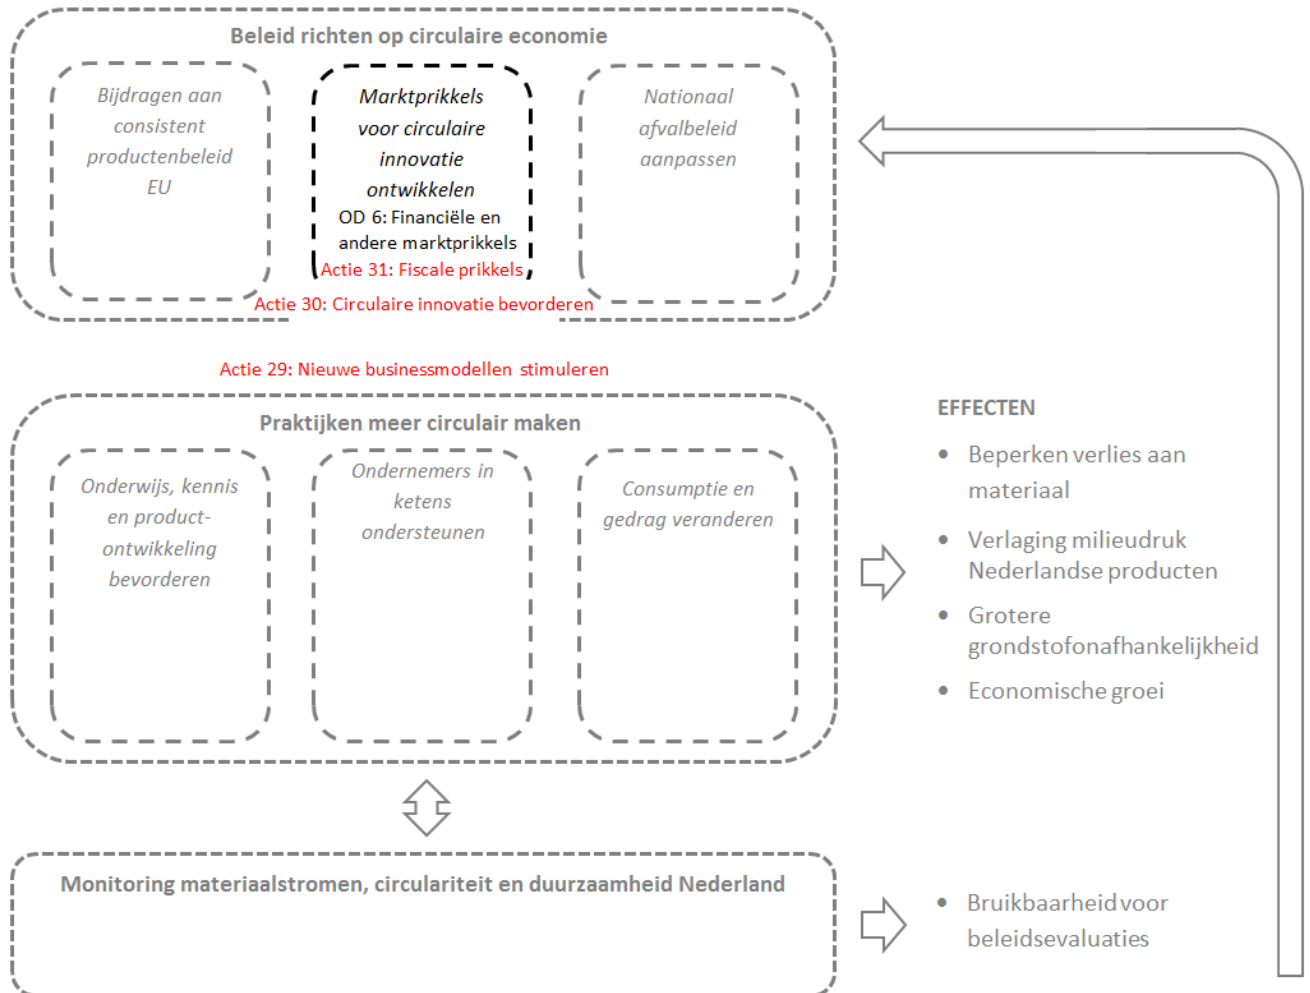 Beleid richten op circulaire economie
Bijdragen aan
consistent
productenbeleid
EU
Marktprikkels
voor circulaire
innovatie
ontwikkelen
OD 6: Financiële en
andere marktprikkels
Actie 31: Fiscale prikkels
Nationaal
afvalbeleid
aanpassen
Actie 30: Circulaire innovatie bevorderen
Actie 29: Nieuwe businessmodellen stimuleren
Praktijken meer circulair maken
Onderwijs, kennis
en product-
ontwikkeling
bevorderen
Ondernemers in
ketens
ondersteunen
Consumptie en
gedrag veranderen
EFFECTEN
• Beperken verlies aan
materiaal
• Verlaging milieudruk
Nederlandse producten
• Grotere
grondstofonafhankelijkheid
• Economische groei
Monitoring materiaalstromen, circulariteit en duurzaamheid Nederland
• Bruikbaarheid voor
beleidsevaluaties